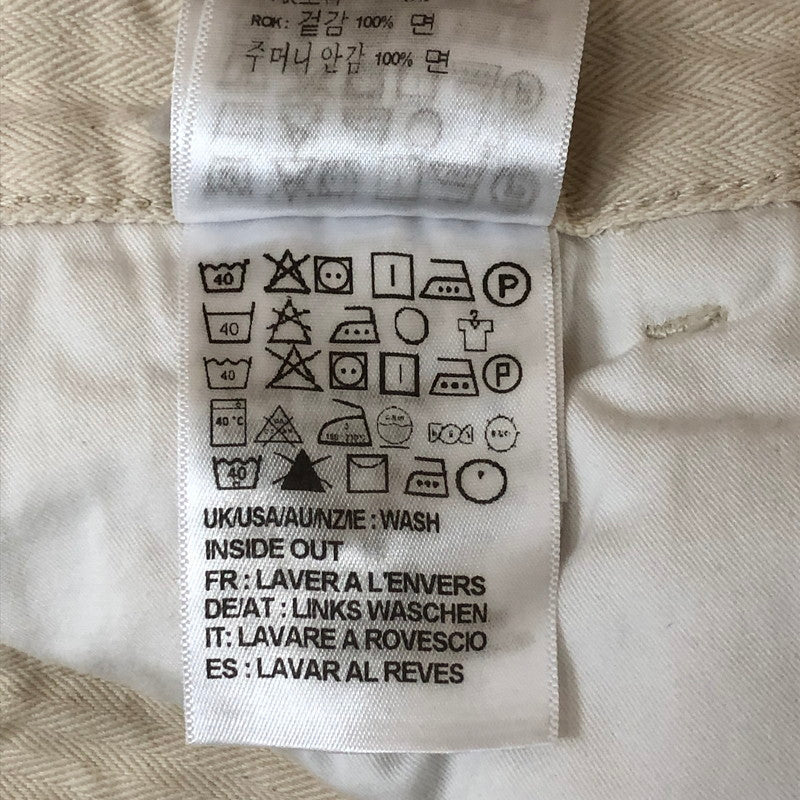 ROK: 겉감 100% 면
주머니 안감 100% 면
40 P
40
40 P
40 °C
40
UK/USA/AU/NZ/IE : WASH
INSIDE OUT
FR : LAVER A L'ENVERS
DE/AT : LINKS WASCHEN
IT: LAVARE A ROVESCIO
ES : LAVAR AL REVES